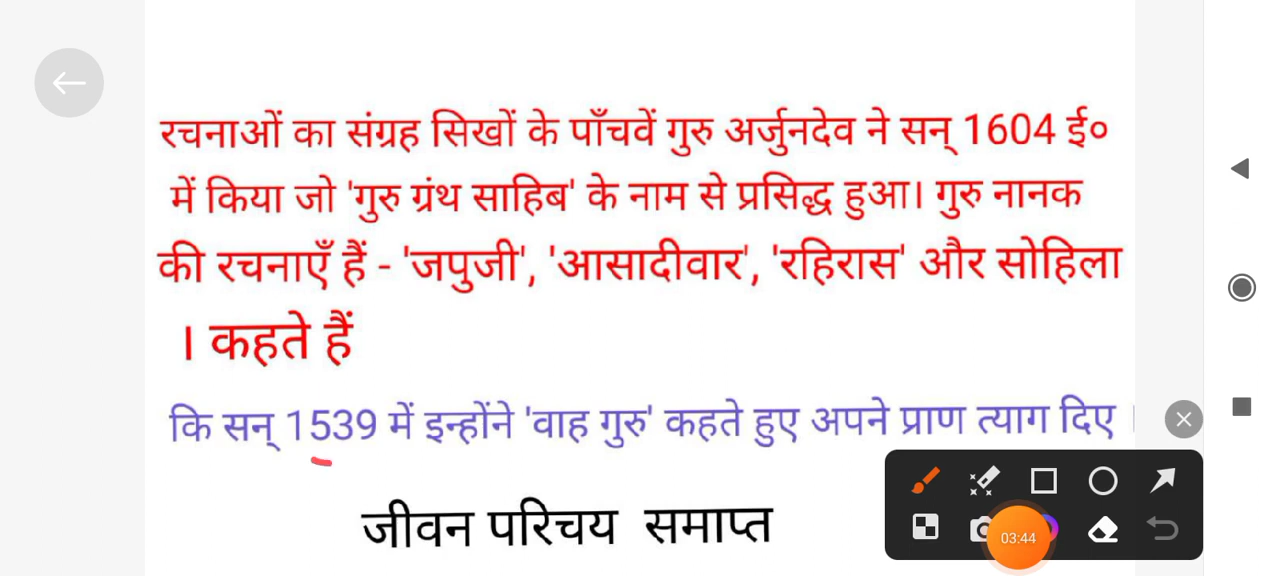 रचनाओं का संग्रह सिखों के पाँचवें गुरु अर्जुनदेव ने सन् 1604 ई०
में किया जो 'गुरु ग्रंथ साहिब' के नाम से प्रसिद्ध हुआ। गुरु नानक
की रचनाएँ हैं - 'जपुजी', 'आसादीवार', 'रहिरास' और सोहिला
। कहते हैं
कि सन् 1539 में इन्होंने 'वाह गुरु' कहते हुए अपने प्राण त्याग दिए ।
जीवन परिचय समाप्त
03:44